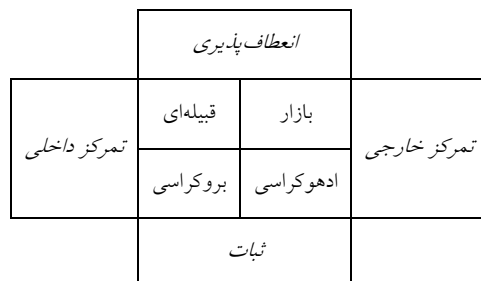 انعطاف‌پذیری
بازار
قبیله‌ای
تمرکز خارجی
تمرکز داخلی
ادهوکراسی
بروکراسی
ثبات